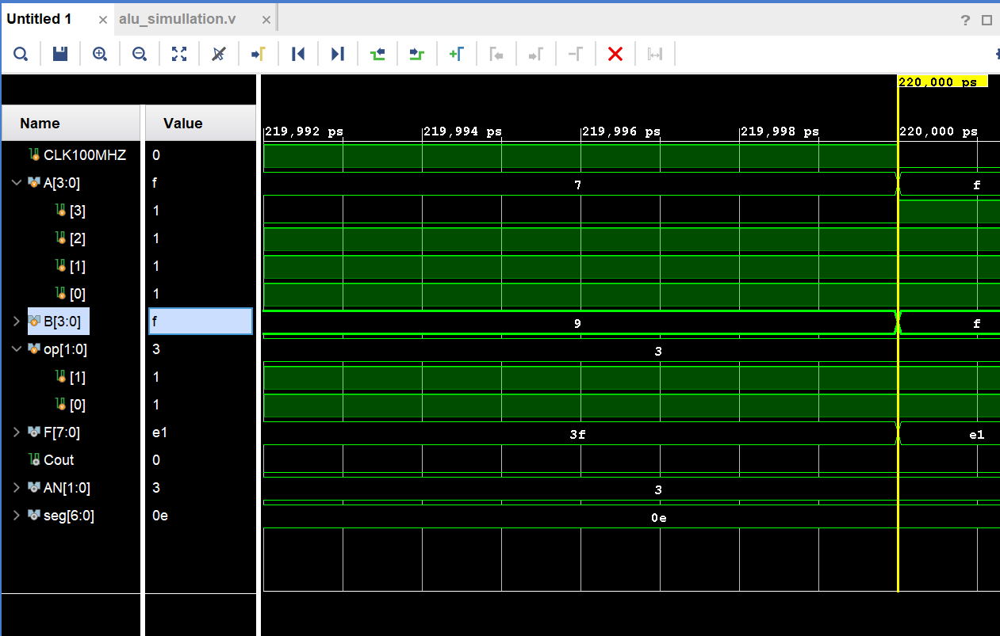 Untitled 1 × alu_simullation.v × ?
220,000 ps
Name Value
219,992 ps 219,994 ps 219,996 ps 219,998 ps 220,000 ps
CLK100MHZ 0
A[3:0] f 7 f
[3] 1
[2] 1
[1] 1
[0] 1
B[3:0] f 9 f
op[1:0] 3 3
[1] 1
[0] 1
F[7:0] e1 3f e1
Cout 0
AN[1:0] 3 3
seg[6:0] 0e 0e